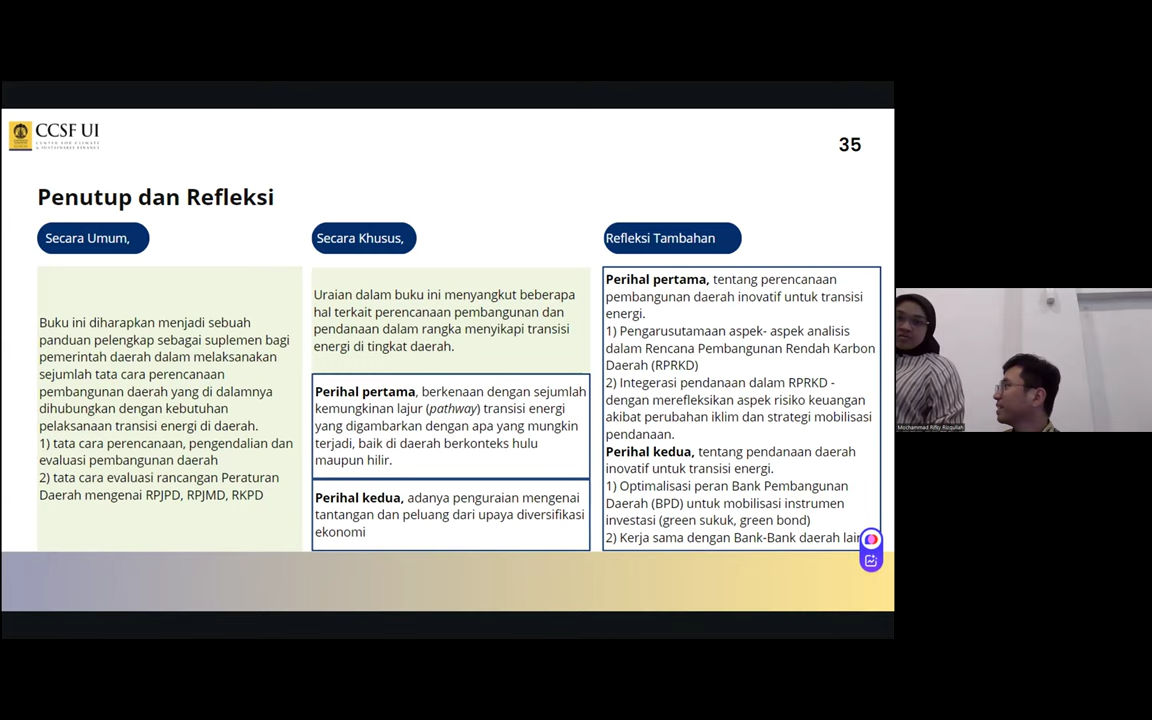 CCSF UI
CENTER FOR CLIMATE
& SUSTAINABLE FINANCE
35
Penutup dan Refleksi
Secara Umum,
Buku ini diharapkan menjadi sebuah
panduan pelengkap sebagai suplemen bagi
pemerintah daerah dalam melaksanakan
sejumlah tata cara perencanaan
pembangunan daerah yang di dalamnya
dihubungkan dengan kebutuhan
pelaksanaan transisi energi di daerah.
1) tata cara perencanaan, pengendalian dan
evaluasi pembangunan daerah
2) tata cara evaluasi rancangan Peraturan
Daerah mengenai RPJPD, RPJMD, RKPD
Secara Khusus,
Uraian dalam buku ini menyangkut beberapa
hal terkait perencanaan pembangunan dan
pendanaan dalam rangka menyikapi transisi
energi di tingkat daerah.
Perihal pertama, berkenaan dengan sejumlah
kemungkinan lajur (pathway) transisi energi
yang digambarkan dengan apa yang mungkin
terjadi, baik di daerah berkonteks hulu
maupun hilir.
Perihal kedua, adanya penguraian mengenai
tantangan dan peluang dari upaya diversifikasi
ekonomi
Refleksi Tambahan
Perihal pertama, tentang perencanaan
pembangunan daerah inovatif untuk transisi
energi.
1) Pengarusutamaan aspek- aspek analisis
dalam Rencana Pembangunan Rendah Karbon
Daerah (RPRKD)
2) Integerasi pendanaan dalam RPRKD -
dengan merefleksikan aspek risiko keuangan
akibat perubahan iklim dan strategi mobilisasi
pendanaan.
Perihal kedua, tentang pendanaan daerah
inovatif untuk transisi energi.
1) Optimalisasi peran Bank Pembangunan
Daerah (BPD) untuk mobilisasi instrumen
investasi (green sukuk, green bond)
2) Kerja sama dengan Bank-Bank daerah lain
Mochammad Rifky Rizqullah